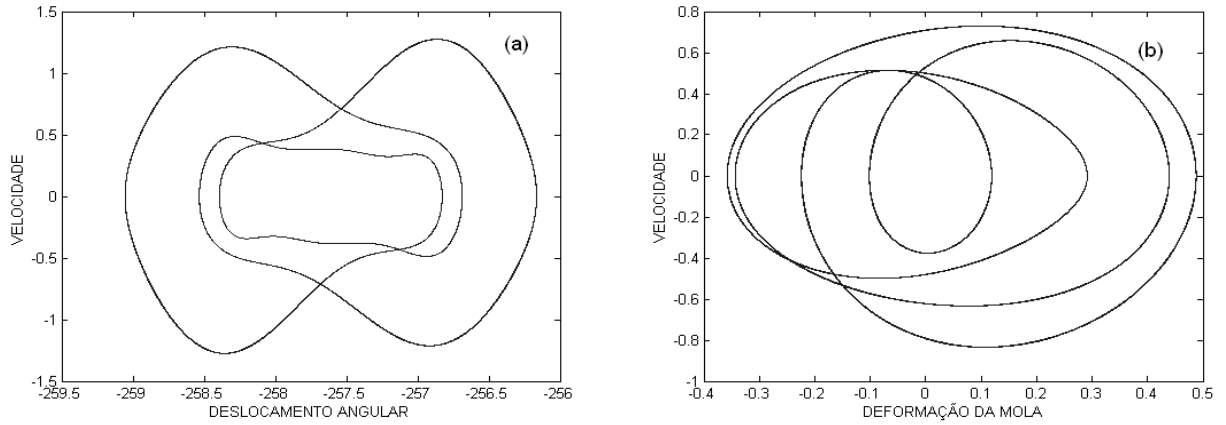 1.5
1
0.5
0
-0.5
-1
-1.5
VELOCIDADE
(a)
-259.5 -259 -258.5 -258 -257.5 -257 -256.5 -256
DESLOCAMENTO ANGULAR
0.8
0.6
0.4
0.2
0
-0.2
-0.4
-0.6
-0.8
-1
VELOCIDADE
(b)
-0.4 -0.3 -0.2 -0.1 0 0.1 0.2 0.3 0.4 0.5
DEFORMAÇÃO DA MOLA